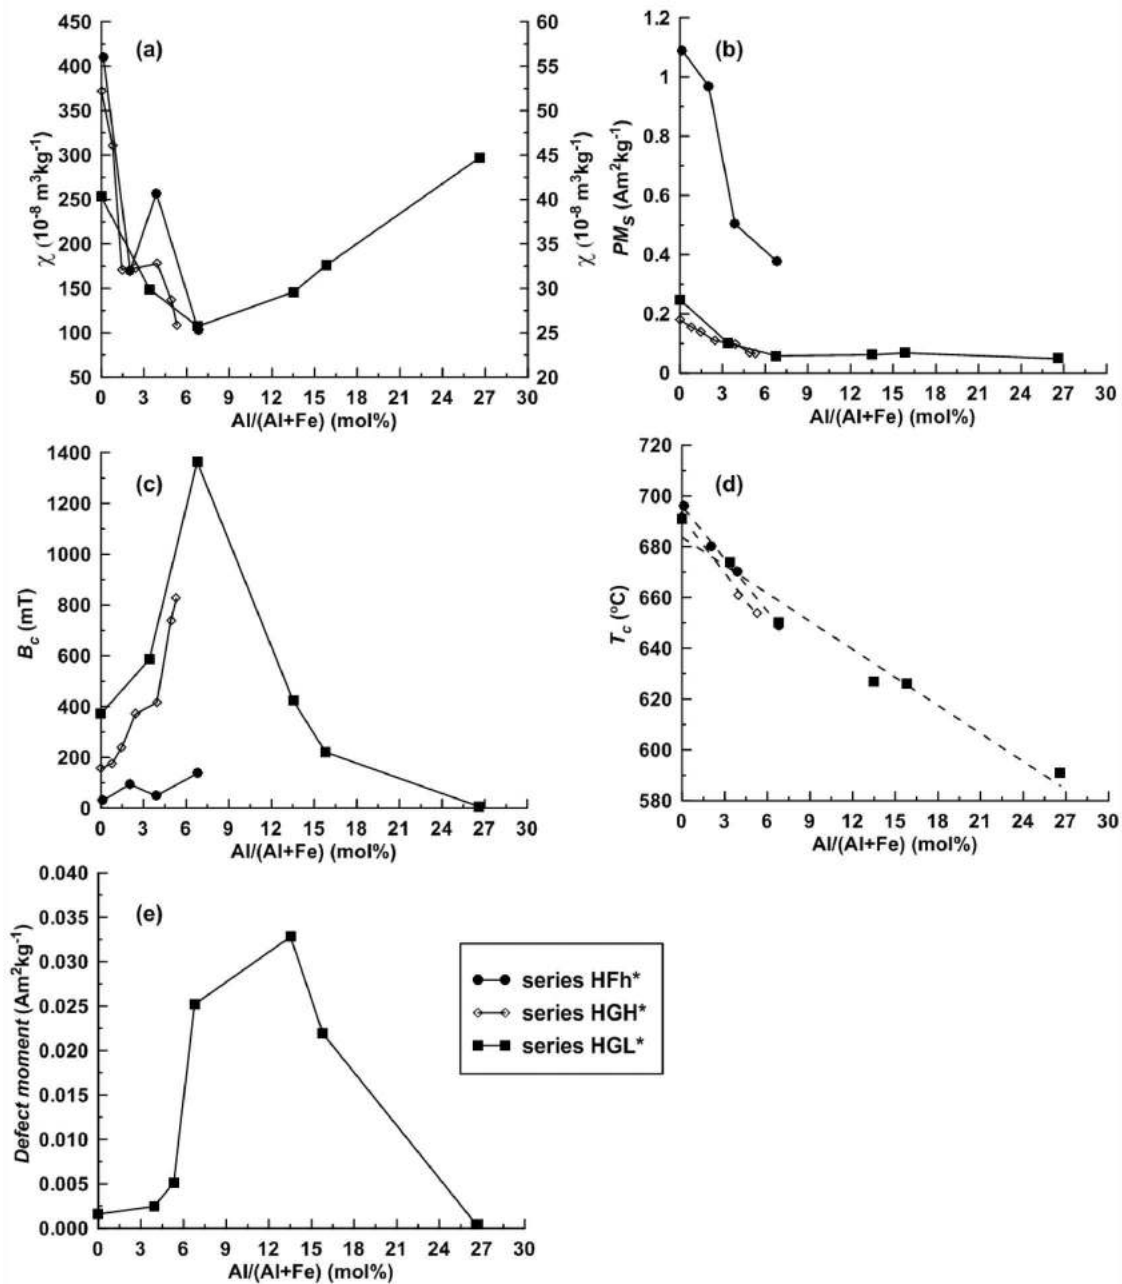 (a)
450
400
350
300
250
200
150
100
50
χ (10⁻⁸ m³kg⁻¹)
0 3 6 9 12 15 18 21 24 27 30
Al/(Al+Fe) (mol%)
60
55
50
45
40
35
30
25
20
χ (10⁻⁸ m³kg⁻¹)
(b)
1.2
1
0.8
0.6
0.4
0.2
0
PM_S (Am²kg⁻¹)
0 3 6 9 12 15 18 21 24 27 30
Al/(Al+Fe) (mol%)
(c)
1400
1200
1000
800
600
400
200
0
B_c (mT)
0 3 6 9 12 15 18 21 24 27 30
Al/(Al+Fe) (mol%)
(d)
720
700
680
660
640
620
600
580
T_c (°C)
0 3 6 9 12 15 18 21 24 27 30
Al/(Al+Fe) (mol%)
(e)
0.040
0.035
0.030
0.025
0.020
0.015
0.010
0.005
0.000
Defect moment (Am²kg⁻¹)
0 3 6 9 12 15 18 21 24 27 30
Al/(Al+Fe) (mol%)
series HFh*
series HGH*
series HGL*